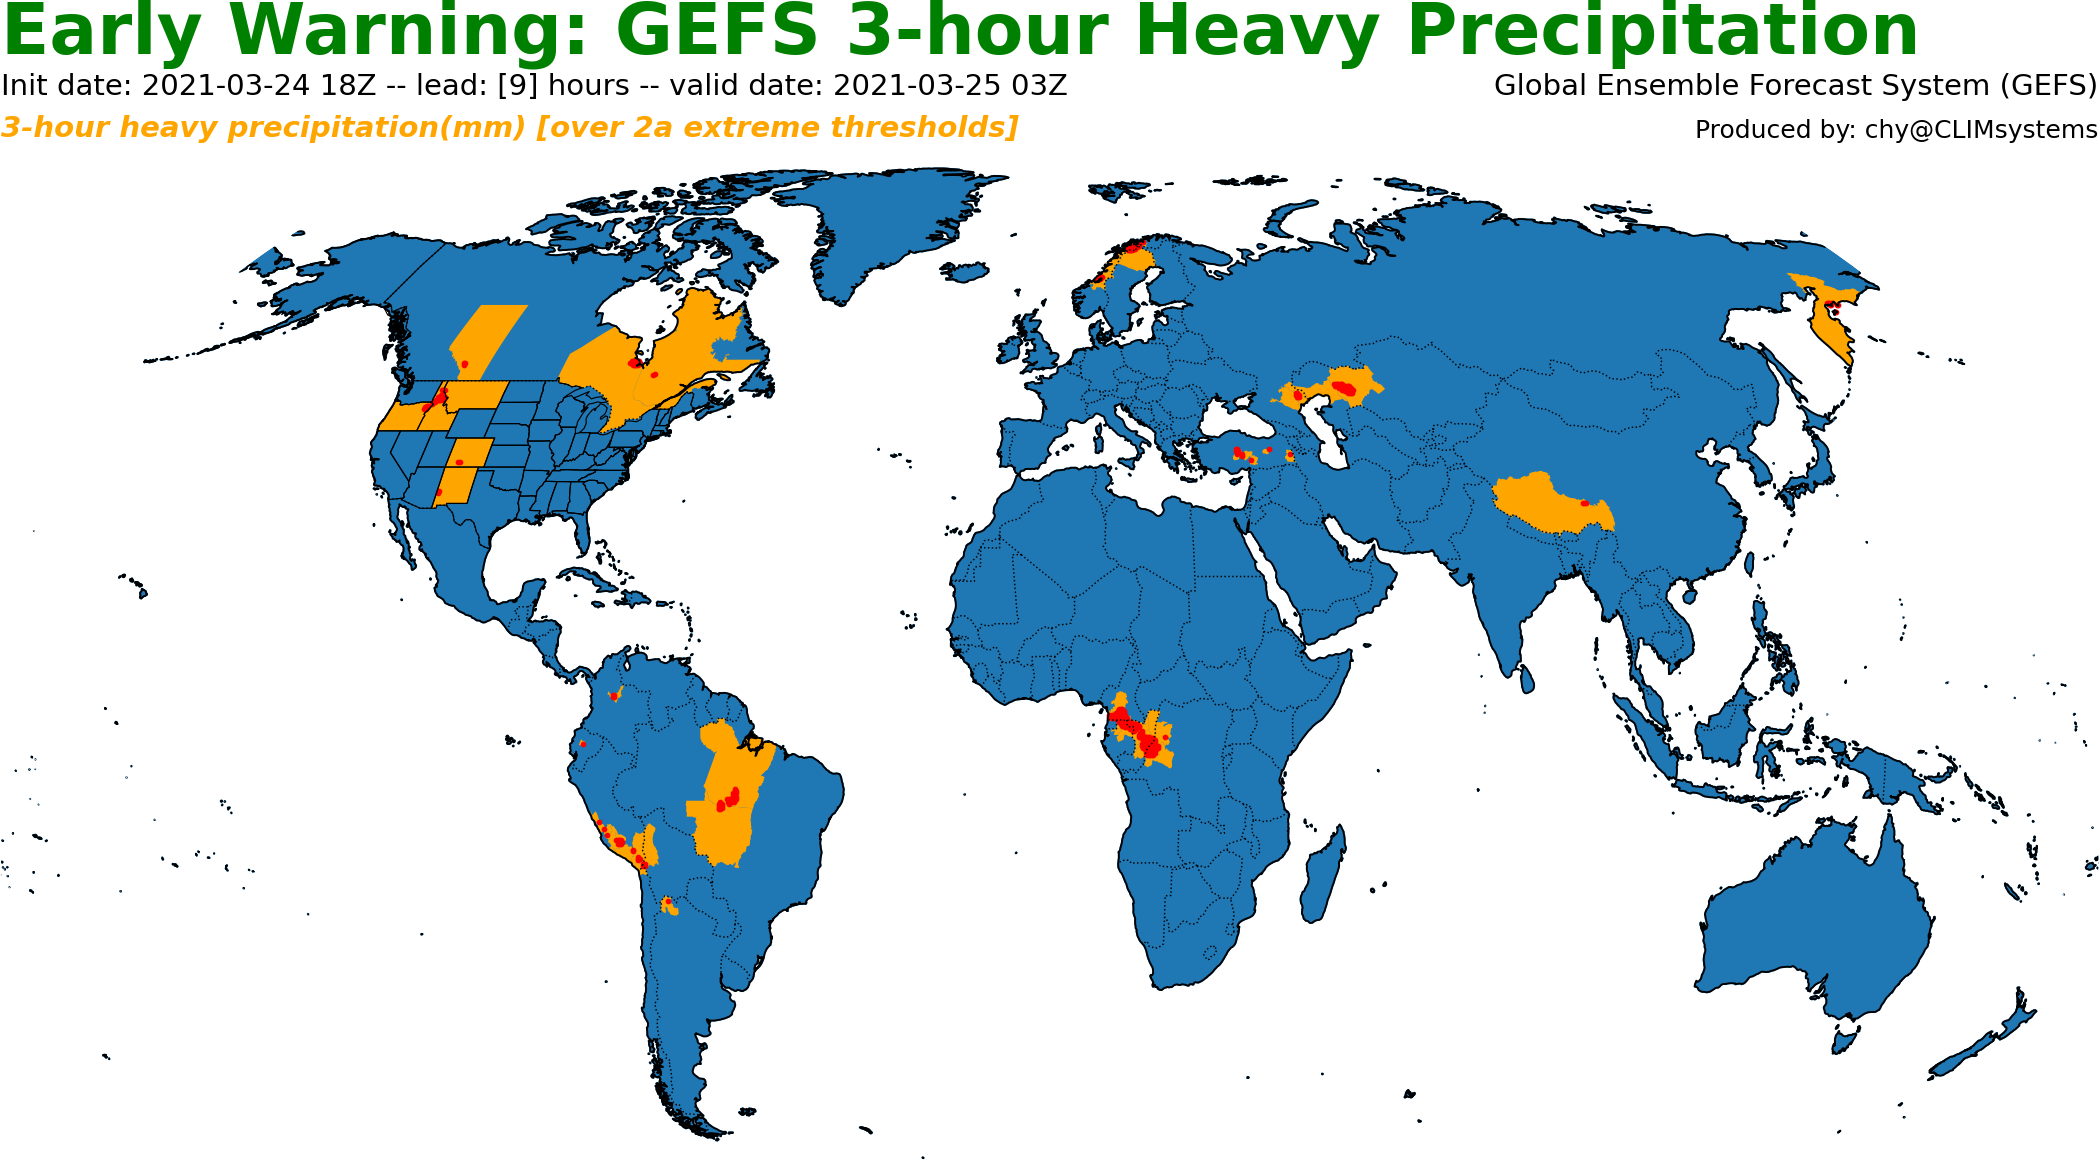 Early Warning: GEFS 3-hour Heavy Precipitation
Init date: 2021-03-24 18Z -- lead: [9] hours -- valid date: 2021-03-25 03Z
Global Ensemble Forecast System (GEFS)
3-hour heavy precipitation(mm) [over 2a extreme thresholds]
Produced by: chy@CLIMsystems